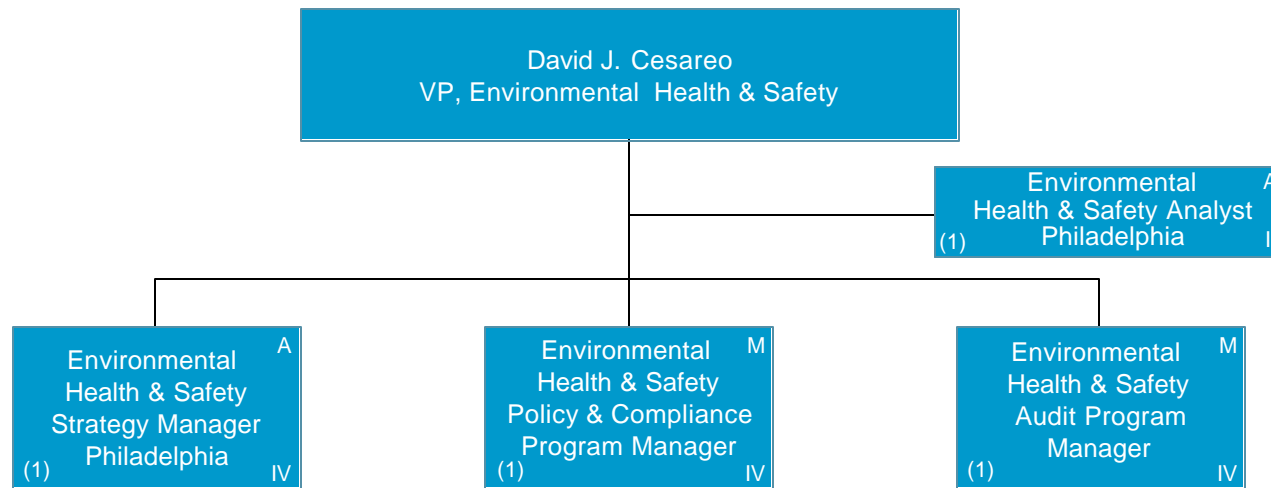 David J. Cesareo
VP, Environmental Health & Safety
Environmental
Health & Safety Analyst
Philadelphia
(1)
Environmental A
Health & Safety
Strategy Manager
Philadelphia
(1) IV
Environmental M
Health & Safety
Policy & Compliance
Program Manager
(1) IV
Environmental M
Health & Safety
Audit Program
Manager
(1) IV